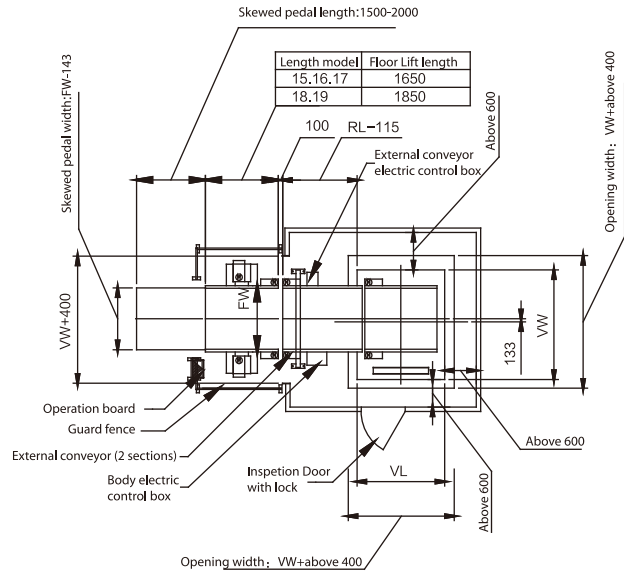 Skewed pedal length:1500-2000
Length model Floor Lift length
15.16.17 1650
18.19 1850
Skewed pedal width:FW-143
100 RL-115
External conveyor
electric control box
Above 600
Opening width: VW+above 400
VW+400
FW
VW
133
Operation board
Guard fence
External conveyor (2 sections)
Body electric
control box
Inspetion Door
with lock
VL
Above 600
Above 600
Opening width: VW+above 400